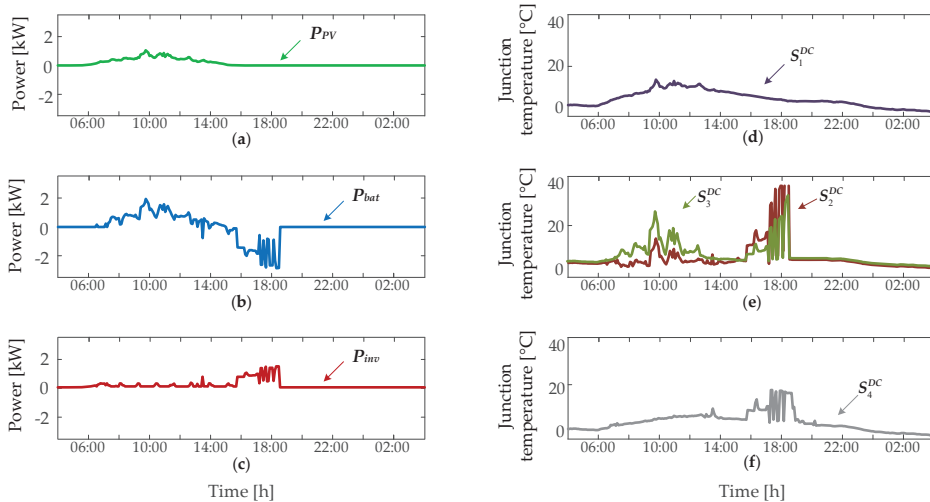 Power [kW]
2
0
-2
P_PV
06:00 10:00 14:00 18:00 22:00 02:00
(a)
Power [kW]
2
0
-2
P_bat
06:00 10:00 14:00 18:00 22:00 02:00
(b)
Power [kW]
2
0
-2
P_inv
06:00 10:00 14:00 18:00 22:00 02:00
(c)
Time [h]
Junction
temperature [°C]
40
20
0
S_1^DC
06:00 10:00 14:00 18:00 22:00 02:00
(d)
Junction
temperature [°C]
40
20
0
S_3^DC
S_2^DC
06:00 10:00 14:00 18:00 22:00 02:00
(e)
Junction
temperature [°C]
40
20
0
S_4^DC
06:00 10:00 14:00 18:00 22:00 02:00
(f)
Time [h]